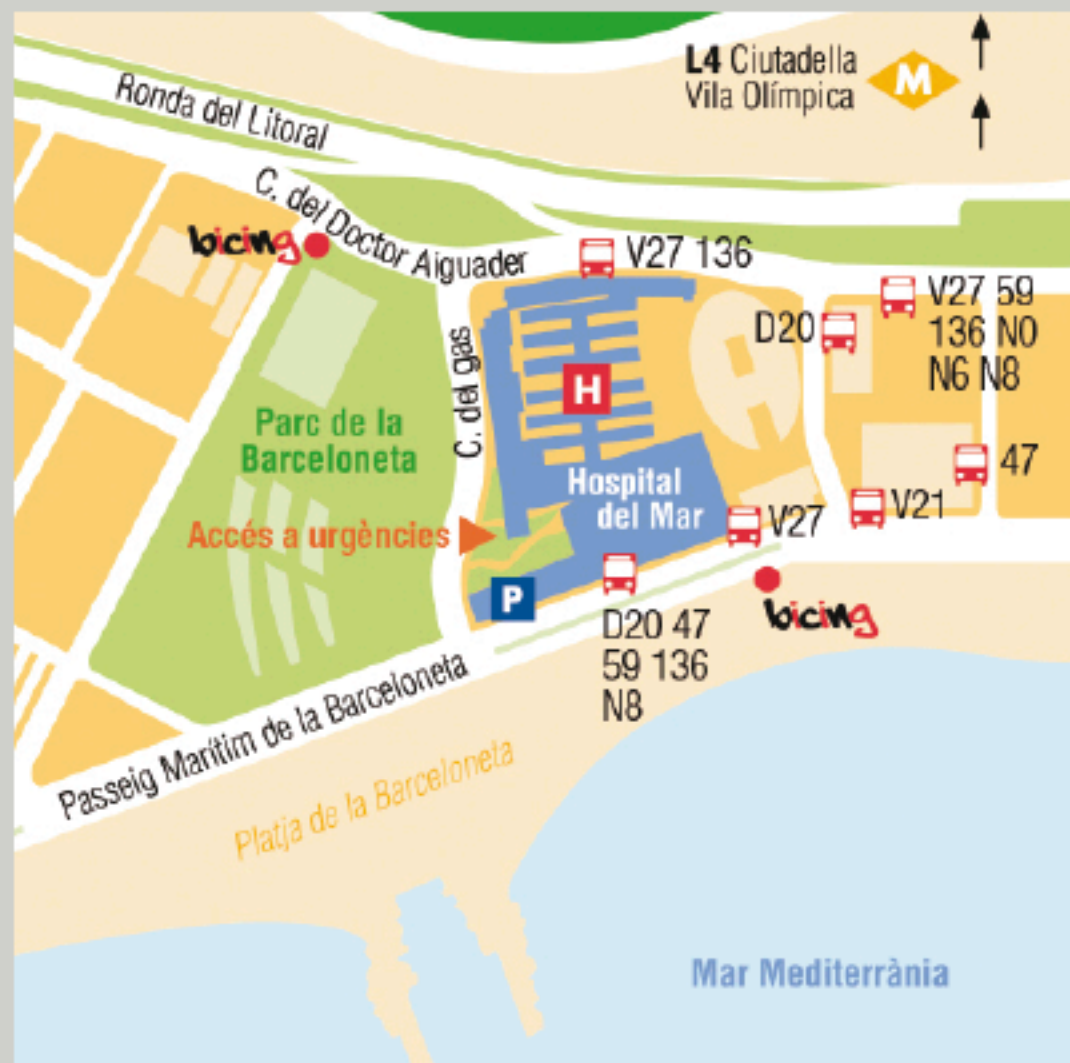 L4 Ciutadella
Vila Olímpica
M
Ronda del Litoral
C. del Doctor Aiguader
bicing
V27 136
V27 59
136 N0
N6 N8
D20
C. del gas
H
Parc de la
Barceloneta
47
Hospital
del Mar
V21
V27
Accés a urgències
P
bicing
D20 47
59 136
N8
Passeig Marítim de la Barceloneta
Platja de la Barceloneta
Mar Mediterrània